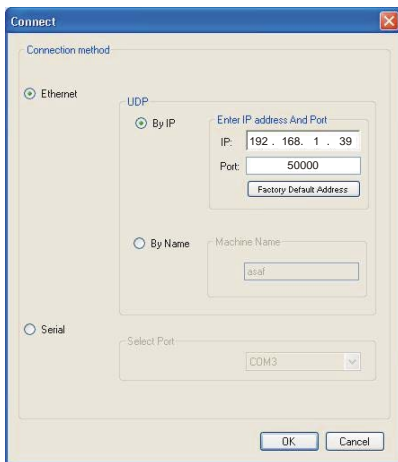 Connect
Connection method
Ethernet
UDP
By IP
Enter IP address And Port
IP: 192 . 168. 1 . 39
Port: 50000
Factory Default Address
By Name
Machine Name
asaf
Serial
Select Port
COM3
OK Cancel